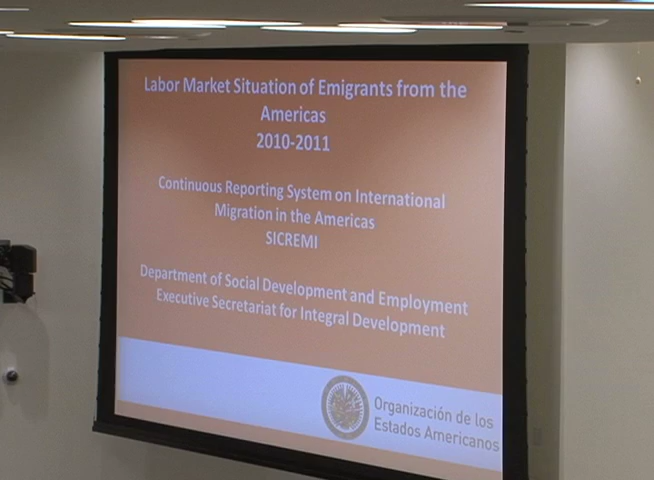 Labor Market Situation of Emigrants from the
Americas
2010-2011
Continuous Reporting System on International
Migration in the Americas
SICREMI
Department of Social Development and Employment
Executive Secretariat for Integral Development
Organización de los
Estados Americanos